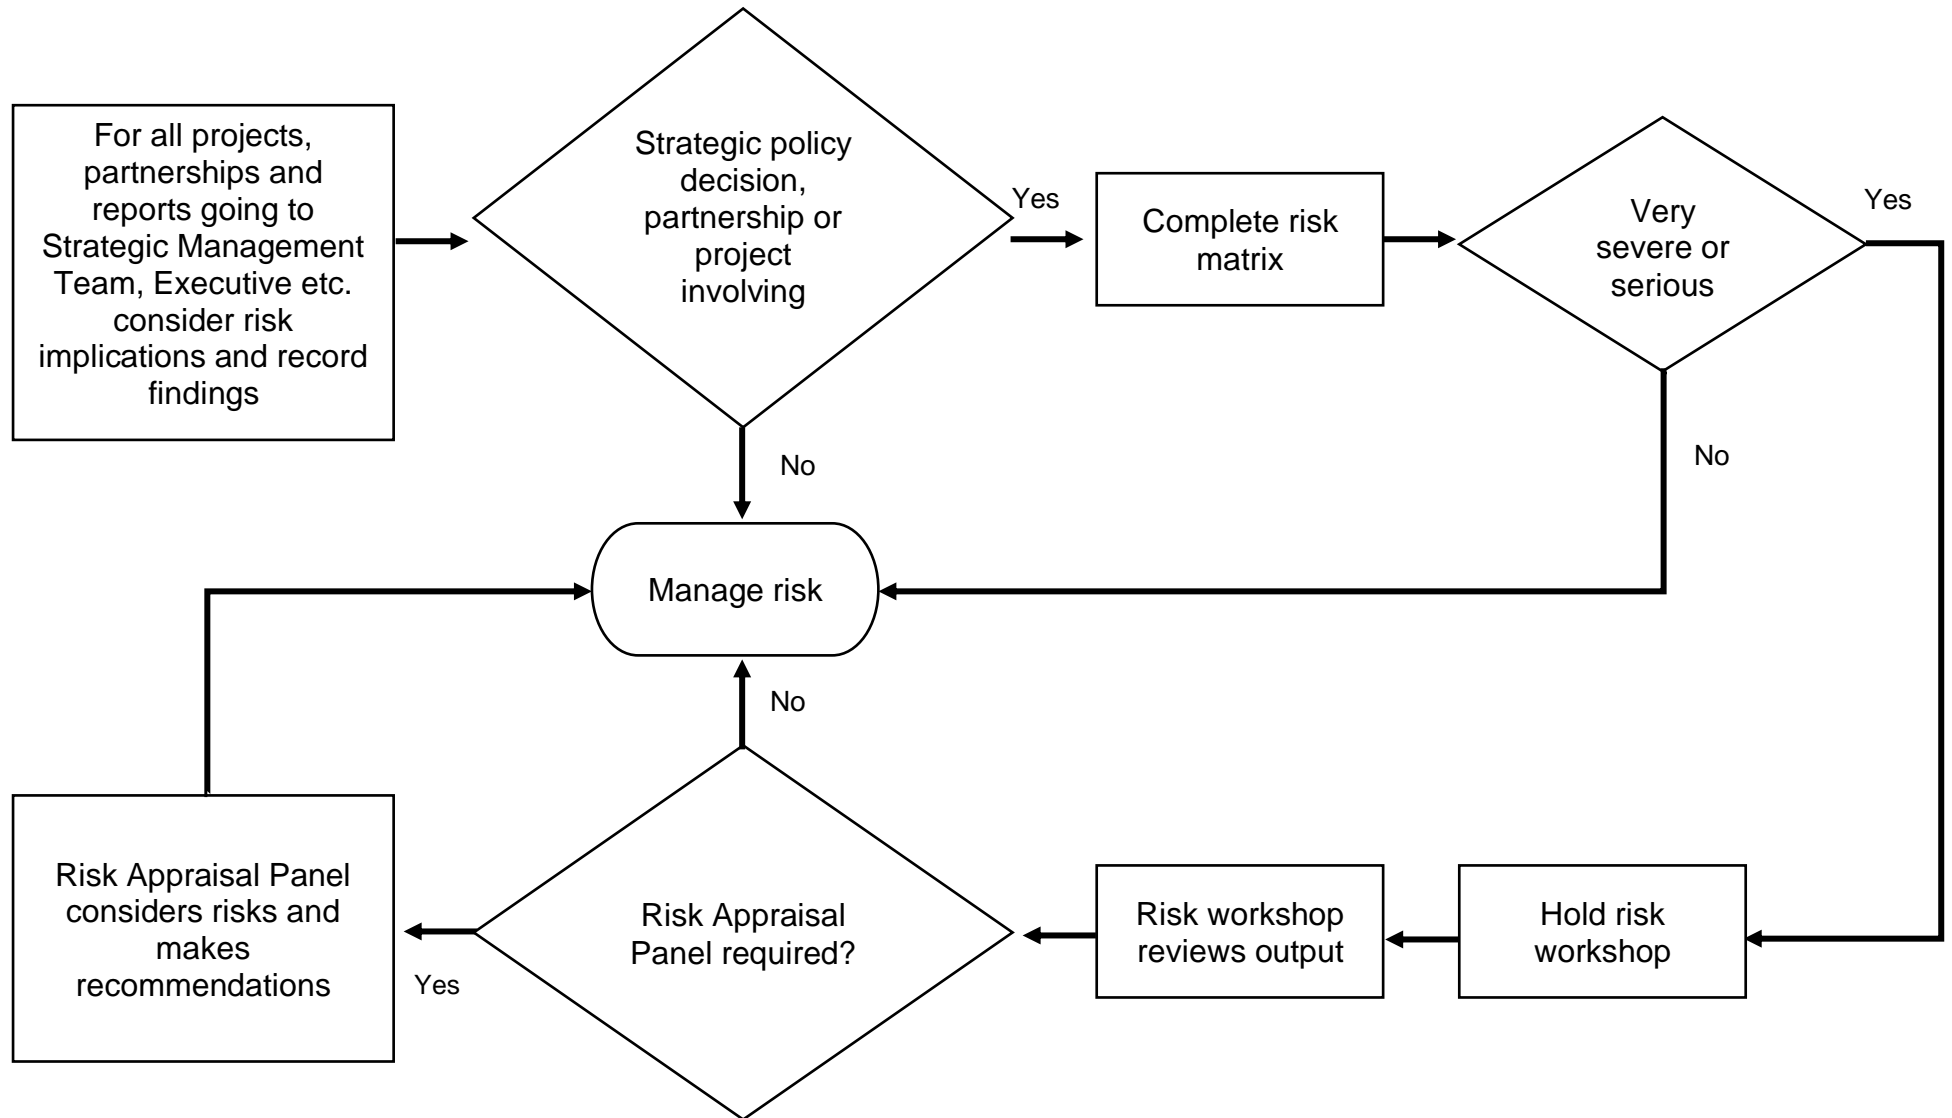 For all projects,
partnerships and
reports going to
Strategic Management
Team, Executive etc.
consider risk
implications and record
findings
Strategic policy
decision,
partnership or
project
involving
Yes
Complete risk
matrix
Very
severe or
serious
Yes
No
No
Manage risk
No
Risk Appraisal Panel
considers risks and
makes
recommendations
Yes
Risk Appraisal
Panel required?
Risk workshop
reviews output
Hold risk
workshop